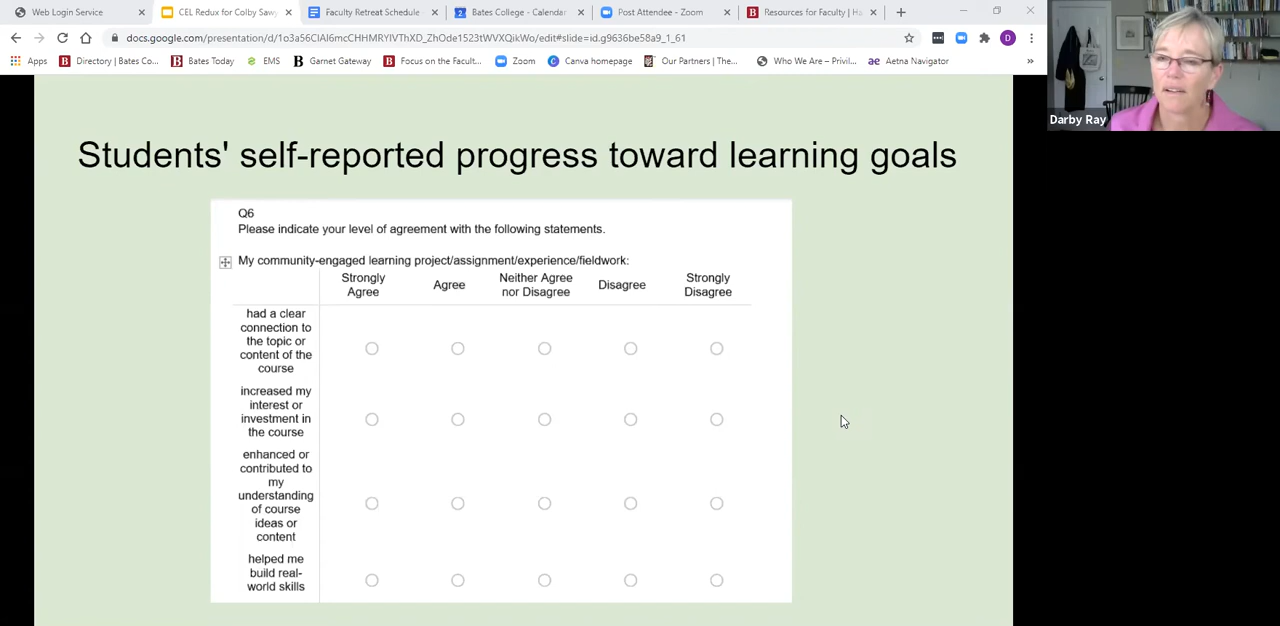 Web Login Service
CEL Redux for Colby Sawy
Faculty Retreat Schedule
Bates College - Calendar
Post Attendee - Zoom
Resources for Faculty | Ha
docs.google.com/presentation/d/1o3a56ClAI6mcCHHMRYIVThXD_ZhOde1523tWVXQikWo/edit#slide=id.g9636be58a9_1_61
D
Apps
Directory | Bates Co...
Bates Today
EMS
Garnet Gateway
Focus on the Facult...
Zoom
Canva homepage
Our Partners | The...
Who We Are – Privil...
Aetna Navigator
Darby Ray
Students' self-reported progress toward learning goals
Q6
Please indicate your level of agreement with the following statements.
My community-engaged learning project/assignment/experience/fieldwork:
Strongly
Agree
Agree
Neither Agree
nor Disagree
Disagree
Strongly
Disagree
had a clear
connection to
the topic or
content of the
course
increased my
interest or
investment in
the course
enhanced or
contributed to
my
understanding
of course
ideas or
content
helped me
build real-
world skills